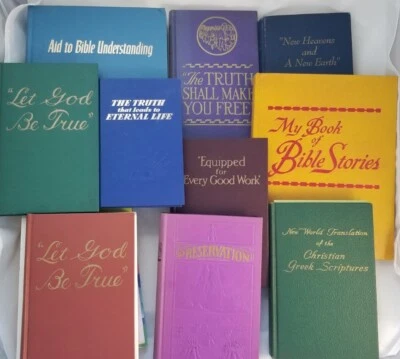 Aid to Bible Understanding
"The TRUTH
SHALL MAKE
YOU FREE"
"New Heavens
and
A New Earth"
"Let God
Be True"
THE TRUTH
that leads to
ETERNAL LIFE
My Book
of
Bible Stories
"Equipped
for
Every Good Work"
"Let God
Be True"
PRESERVATION
New World Translation
of the
Christian
Greek Scriptures